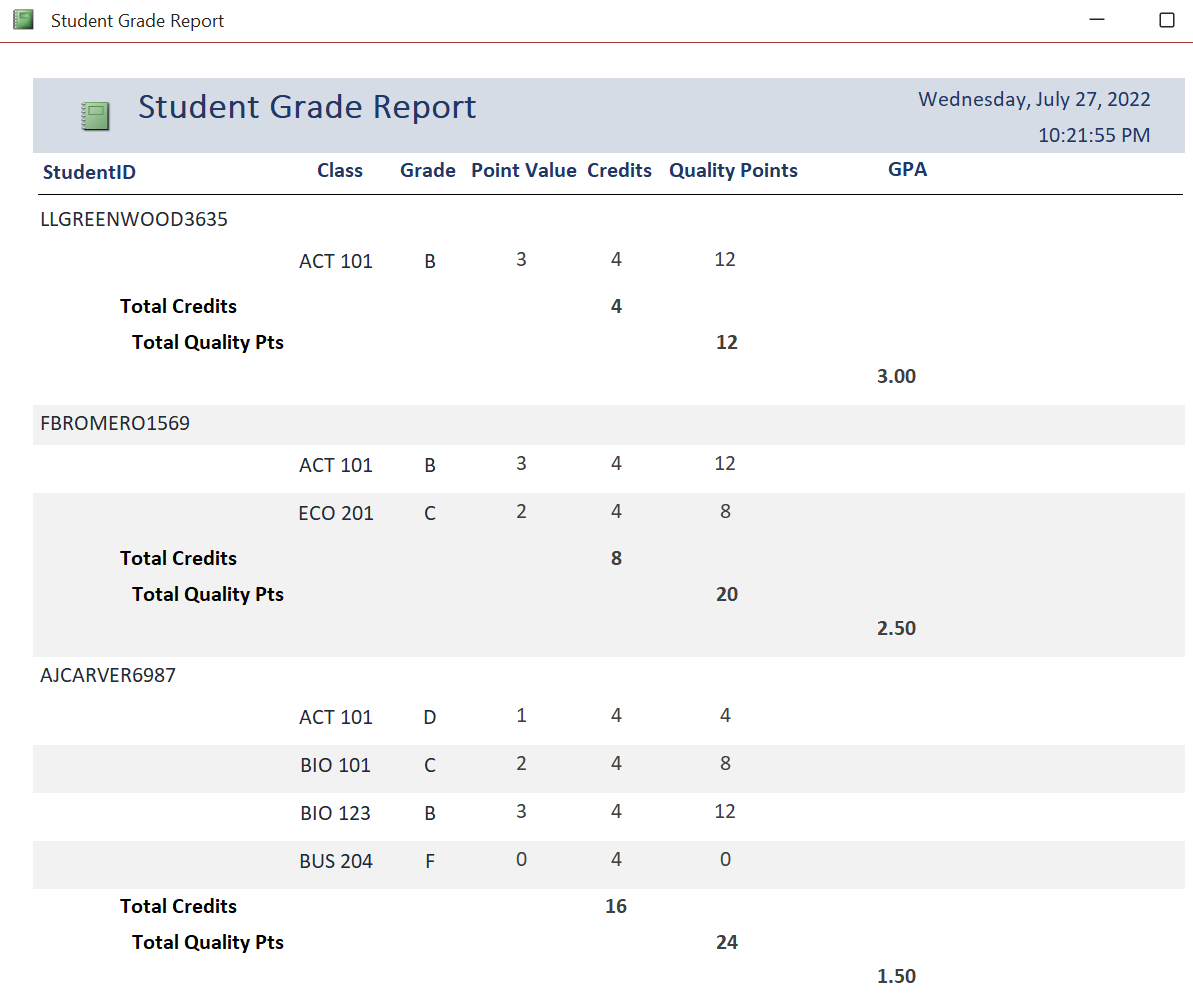 Student Grade Report
Student Grade Report
Wednesday, July 27, 2022
10:21:55 PM
StudentID Class Grade Point Value Credits Quality Points GPA
LLGREENWOOD3635
ACT 101 B 3 4 12
Total Credits 4
Total Quality Pts 12
3.00
FBROMERO1569
ACT 101 B 3 4 12
ECO 201 C 2 4 8
Total Credits 8
Total Quality Pts 20
2.50
AJCARVER6987
ACT 101 D 1 4 4
BIO 101 C 2 4 8
BIO 123 B 3 4 12
BUS 204 F 0 4 0
Total Credits 16
Total Quality Pts 24
1.50